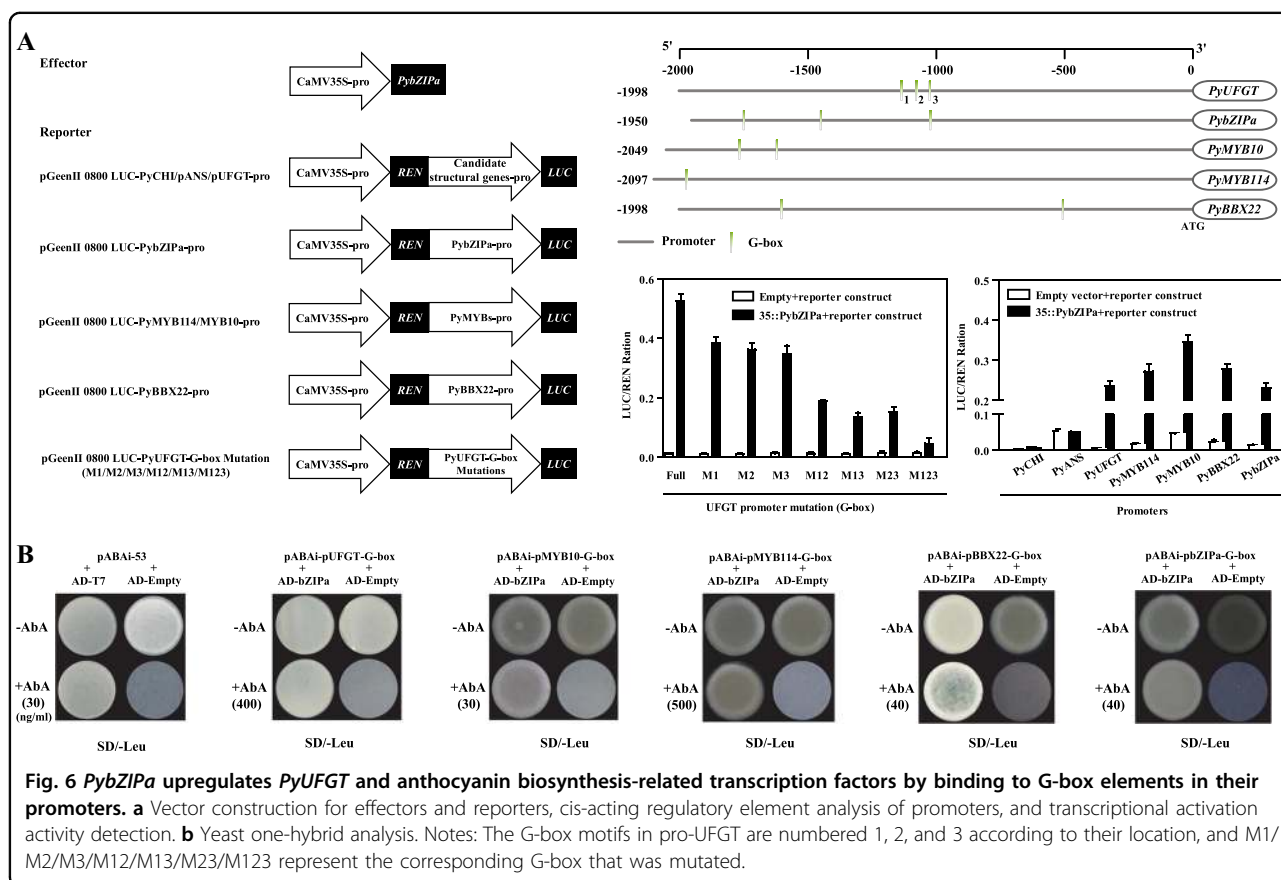 A
Effector
CaMV35S-pro PybZIPa
Reporter
pGeenII 0800 LUC-PyCHI/pANS/pUFGT-pro
CaMV35S-pro REN Candidate structural genes-pro LUC
pGeenII 0800 LUC-PybZIPa-pro
CaMV35S-pro REN PybZIPa-pro LUC
pGeenII 0800 LUC-PyMYB114/MYB10-pro
CaMV35S-pro REN PyMYBs-pro LUC
pGeenII 0800 LUC-PyBBX22-pro
CaMV35S-pro REN PyBBX22-pro LUC
pGeenII 0800 LUC-PyUFGT-G-box Mutation
(M1/M2/M3/M12/M13/M123)
CaMV35S-pro REN PyUFGT-G-box Mutations LUC
5' 3'
-2000 -1500 -1000 -500 0
-1998 1 2 3 PyUFGT
-1950 PybZIPa
-2049 PyMYB10
-2097 PyMYB114
-1998 PyBBX22
ATG
Promoter G-box
LUC/REN Ration
0.6
0.4
0.2
0.0
Empty+reporter construct
35::PybZIPa+reporter construct
Full M1 M2 M3 M12 M13 M23 M123
UFGT promoter mutation (G-box)
LUC/REN Ration
0.5
0.4
0.3
0.2
0.1
0.0
Empty vector+reporter construct
35::PybZIPa+reporter construct
PyCHI PyANS PyUFGT PyMYB114 PyMYB10 PyBBX22 PybZIPa
Promoters
B
pABAi-53
+ +
AD-T7 AD-Empty
-AbA
+AbA
(30)
(ng/ml)
SD/-Leu
pABAi-pUFGT-G-box
+ +
AD-bZIPa AD-Empty
-AbA
+AbA
(400)
SD/-Leu
pABAi-pMYB10-G-box
+ +
AD-bZIPa AD-Empty
-AbA
+AbA
(30)
SD/-Leu
pABAi-pMYB114-G-box
+ +
AD-bZIPa AD-Empty
-AbA
+AbA
(500)
SD/-Leu
pABAi-pBBX22-G-box
+ +
AD-bZIPa AD-Empty
-AbA
+AbA
(40)
SD/-Leu
pABAi-pbZIPa-G-box
+ +
AD-bZIPa AD-Empty
-AbA
+AbA
(40)
SD/-Leu
Fig. 6 PybZIPa upregulates PyUFGT and anthocyanin biosynthesis-related transcription factors by binding to G-box elements in their
promoters. a Vector construction for effectors and reporters, cis-acting regulatory element analysis of promoters, and transcriptional activation
activity detection. b Yeast one-hybrid analysis. Notes: The G-box motifs in pro-UFGT are numbered 1, 2, and 3 according to their location, and M1/
M2/M3/M12/M13/M23/M123 represent the corresponding G-box that was mutated.